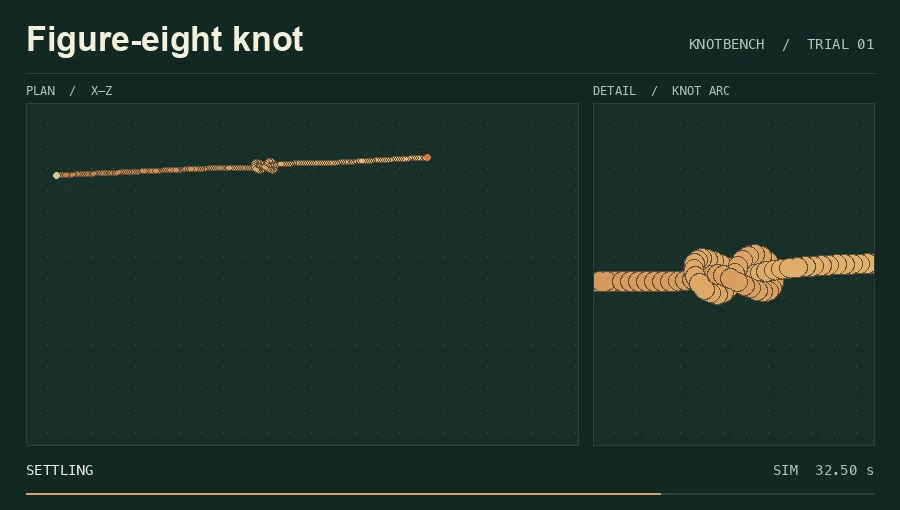 Figure-eight knot
KNOTBENCH / TRIAL 01
PLAN / X—Z
DETAIL / KNOT ARC
SETTLING
SIM 32.50 s